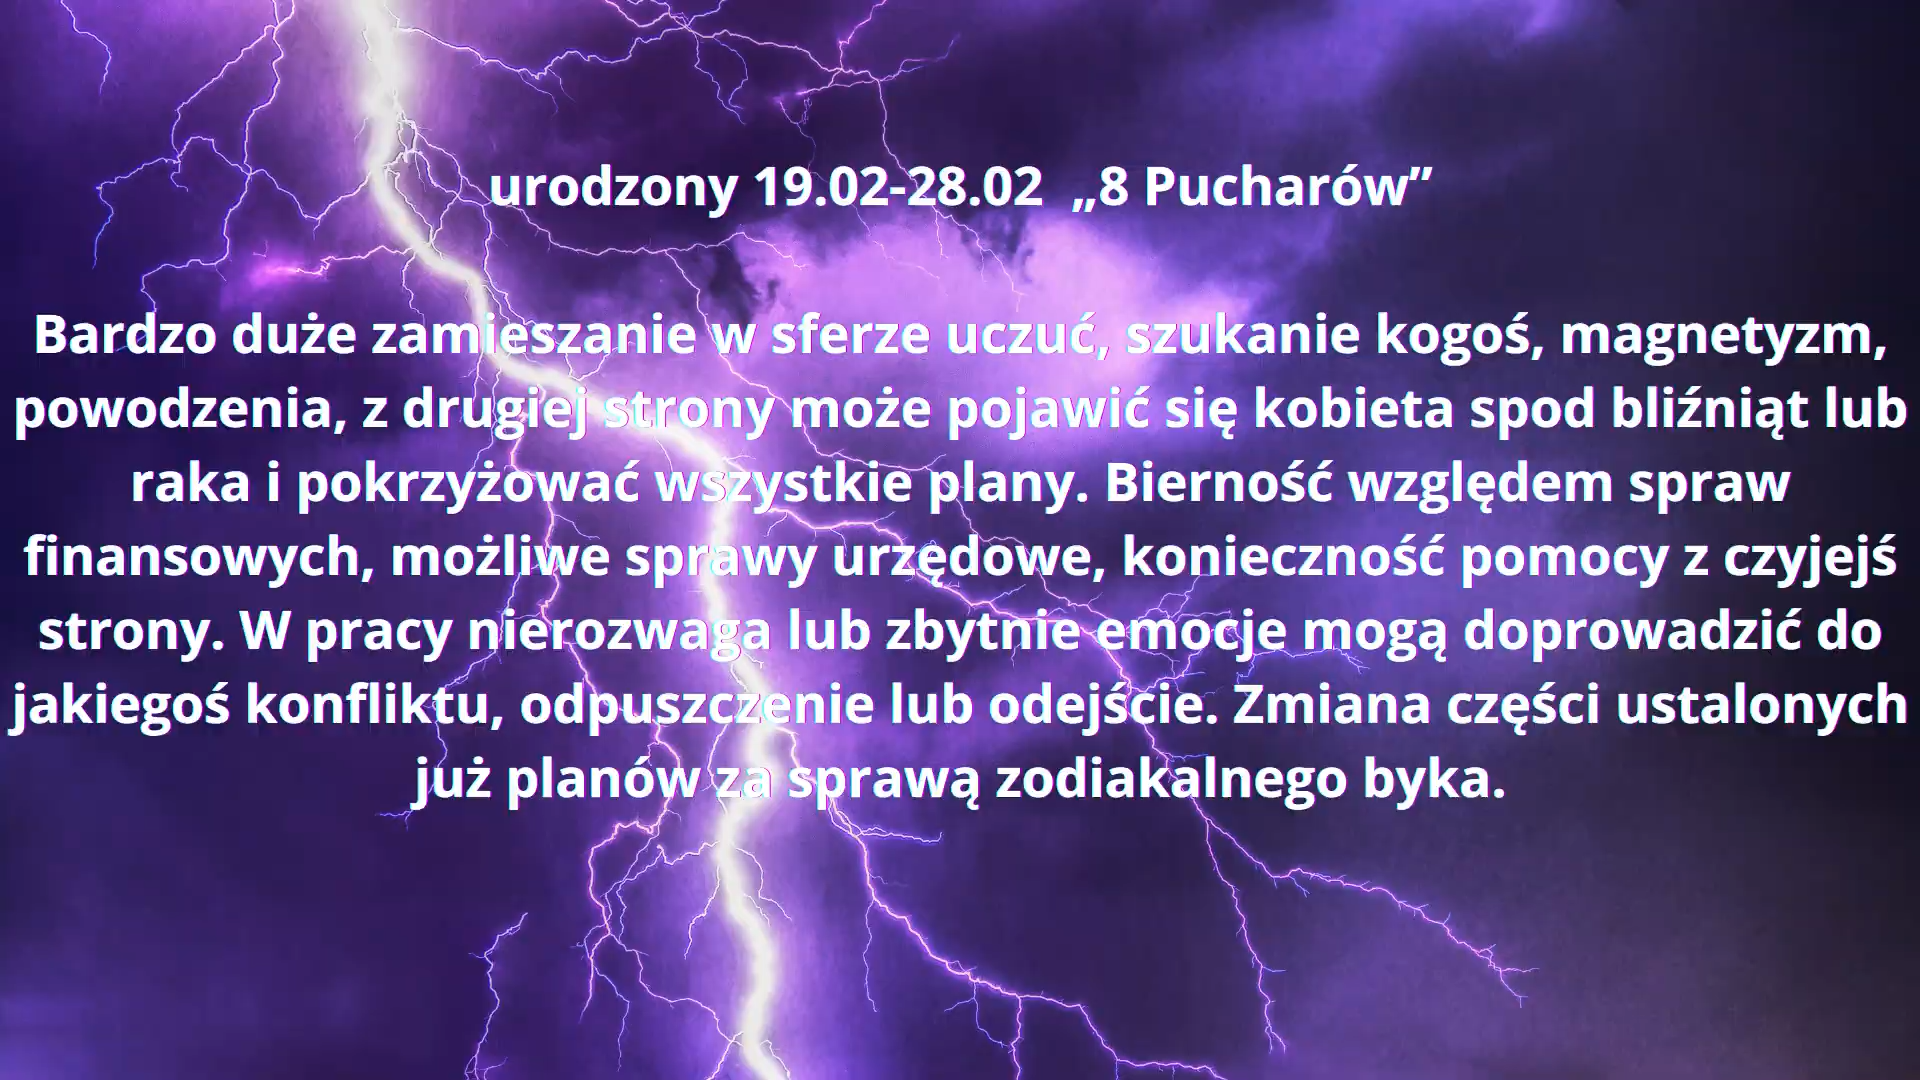 urodzony 19.02-28.02 „8 Pucharów”
Bardzo duże zamieszanie w sferze uczuć, szukanie kogoś, magnetyzm,
powodzenia, z drugiej strony może pojawić się kobieta spod bliźniąt lub
raka i pokrzyżować wszystkie plany. Bierność względem spraw
finansowych, możliwe sprawy urzędowe, konieczność pomocy z czyjejś
strony. W pracy nierozwaga lub zbytnie emocje mogą doprowadzić do
jakiegoś konfliktu, odpuszczenie lub odejście. Zmiana części ustalonych
już planów za sprawą zodiakalnego byka.